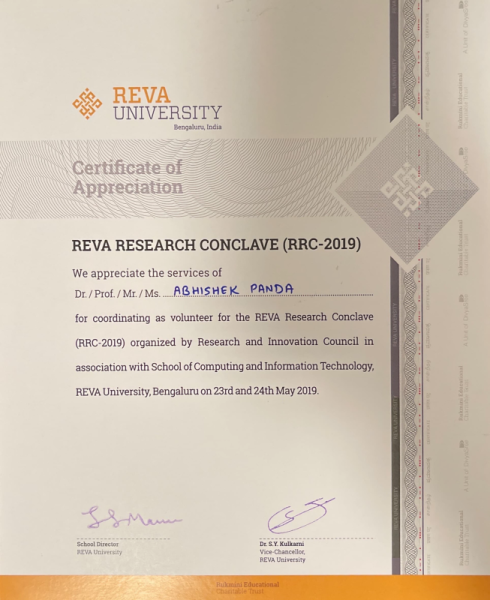 REVA
UNIVERSITY
Bengaluru, India
Certificate of
Appreciation
REVA RESEARCH CONCLAVE (RRC-2019)
We appreciate the services of
Dr. / Prof. / Mr. / Ms. ABHISHEK PANDA
for coordinating as volunteer for the REVA Research Conclave
(RRC-2019) organized by Research and Innovation Council in
association with School of Computing and Information Technology,
REVA University, Bengaluru on 23rd and 24th May 2019.
School Director
REVA University
Dr. S.Y. Kulkarni
Vice-Chancellor,
REVA University
Rukmini Educational
Charitable Trust